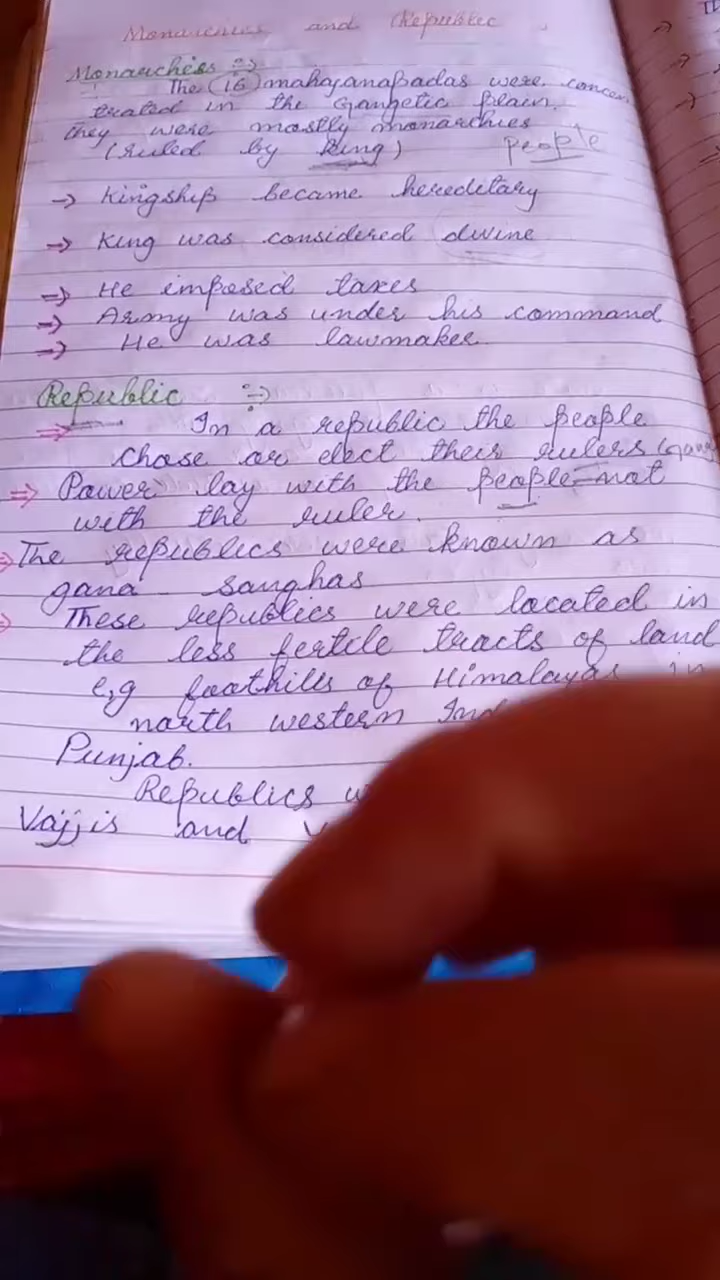 Monarchies and Republic
Monarchess
The (16) mahajanapadas were concen
trated in the Gangetic plain.
they were mostly monarchies
(ruled by King) people
→ Kingship became hereditary
⇒ King was considered divine
⇒ He imposed taxes
⇒ Army was under his command
⇒ He was lawmaker.
Republic
⇒ In a republic the people
chose or elect their rulers
⇒ Power lay with the people not
with the ruler.
⇒ The republics were known as
gana sanghas
⇒ These republics were located in
the less fertile tracts of land
e,g foothills of Himalayas in
north western
Punjab.
Republics
Vajjis and